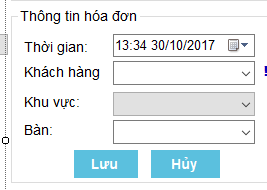 Thông tin hóa đơn
Thời gian: 13:34 30/10/2017
Khách hàng !
Khu vực:
Bàn:
Lưu Hủy